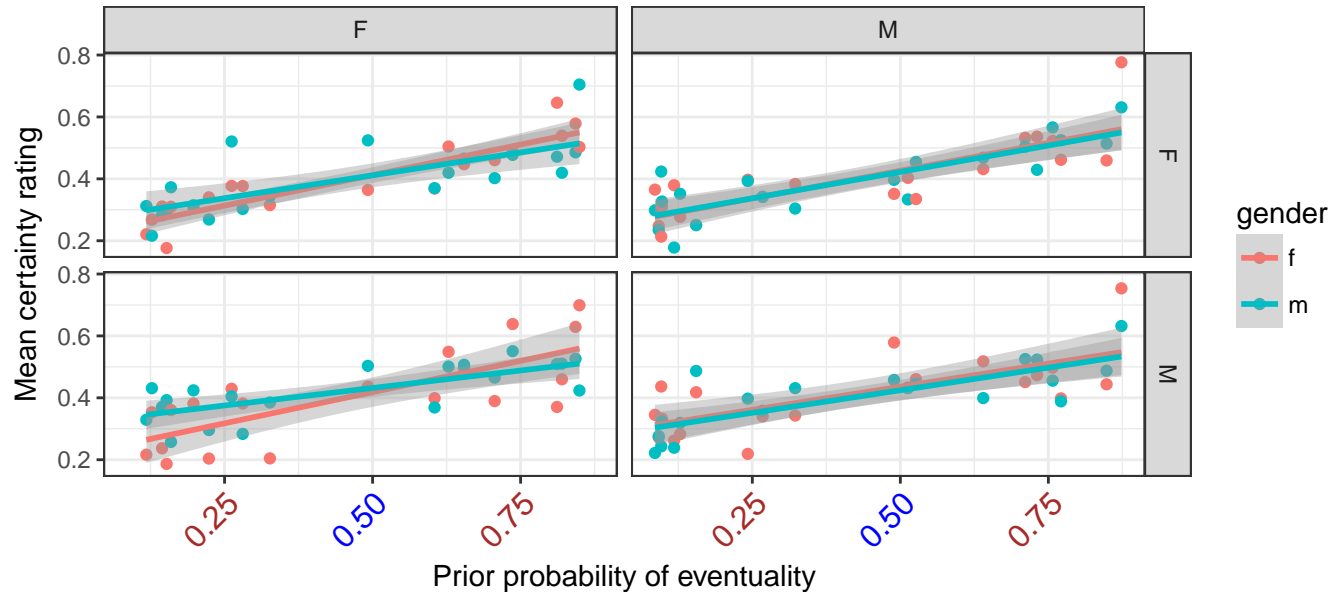 F
M
0.8
0.6
0.4
0.2
F
0.8
0.6
0.4
0.2
M
Mean certainty rating
0.25
0.50
0.75
0.25
0.50
0.75
Prior probability of eventuality
gender
f
m